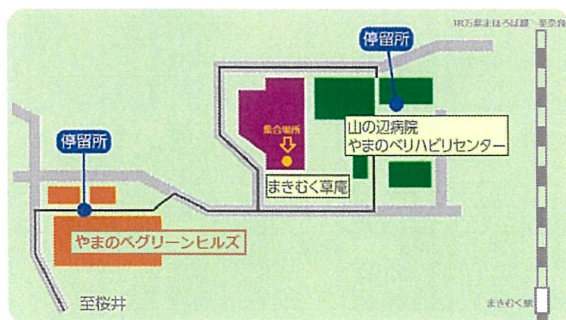 JR万葉まほろば線 至奈良
停留所
停留所
集合場所
山の辺病院
やまのべリハビリセンター
まきむく草庵
やまのべグリーンヒルズ
至桜井
まきむく駅